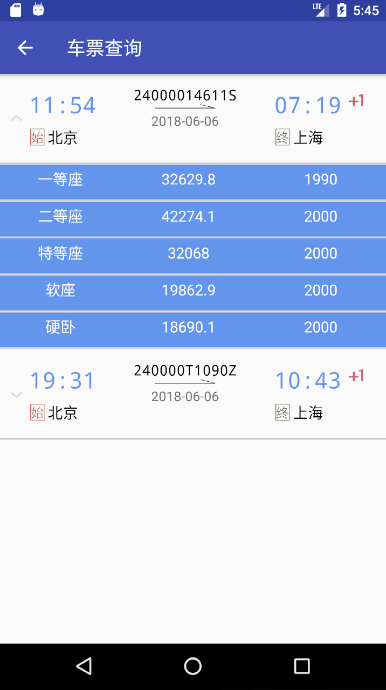 LTE 5:45
车票查询
11:54 24000014611S 07:19 +1
2018-06-06
始 北京 终 上海
一等座 32629.8 1990
二等座 42274.1 2000
特等座 32068 2000
软座 19862.9 2000
硬卧 18690.1 2000
19:31 240000T1090Z 10:43 +1
2018-06-06
始 北京 终 上海